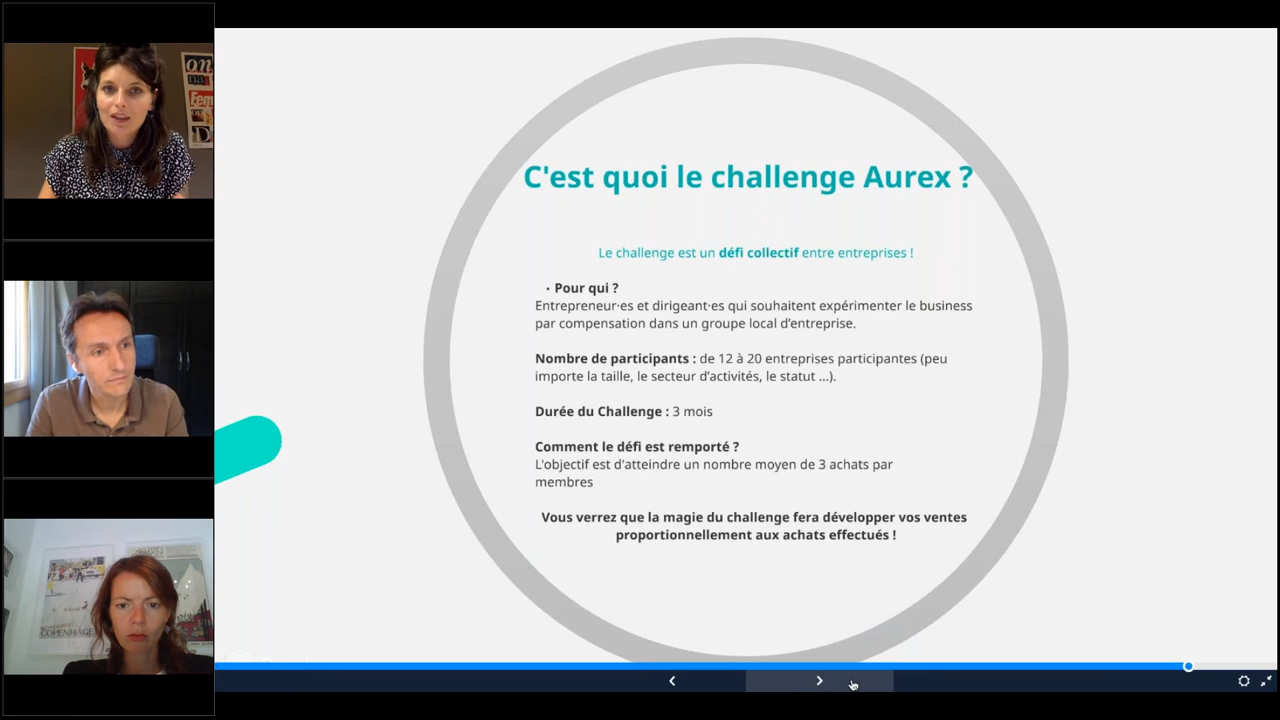 on
Fem
D
COPENHAGE
C'est quoi le challenge Aurex ?
Le challenge est un défi collectif entre entreprises !
· Pour qui ?
Entrepreneur·es et dirigeant·es qui souhaitent expérimenter le business
par compensation dans un groupe local d’entreprise.
Nombre de participants : de 12 à 20 entreprises participantes (peu
importe la taille, le secteur d’activités, le statut ...).
Durée du Challenge : 3 mois
Comment le défi est remporté ?
L'objectif est d'atteindre un nombre moyen de 3 achats par
membres
Vous verrez que la magie du challenge fera développer vos ventes
proportionnellement aux achats effectués !